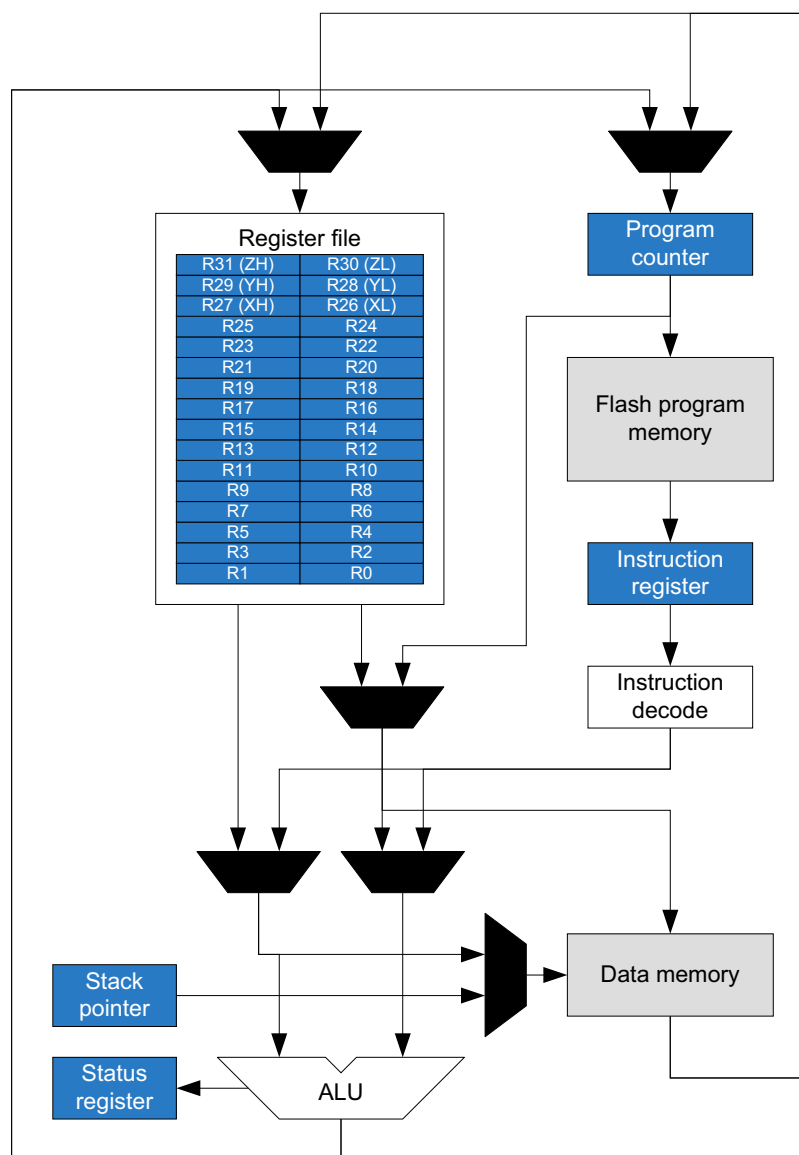 Register file
R31 (ZH) R30 (ZL)
R29 (YH) R28 (YL)
R27 (XH) R26 (XL)
R25 R24
R23 R22
R21 R20
R19 R18
R17 R16
R15 R14
R13 R12
R11 R10
R9 R8
R7 R6
R5 R4
R3 R2
R1 R0
Program
counter
Flash program
memory
Instruction
register
Instruction
decode
Data memory
Stack
pointer
Status
register
ALU